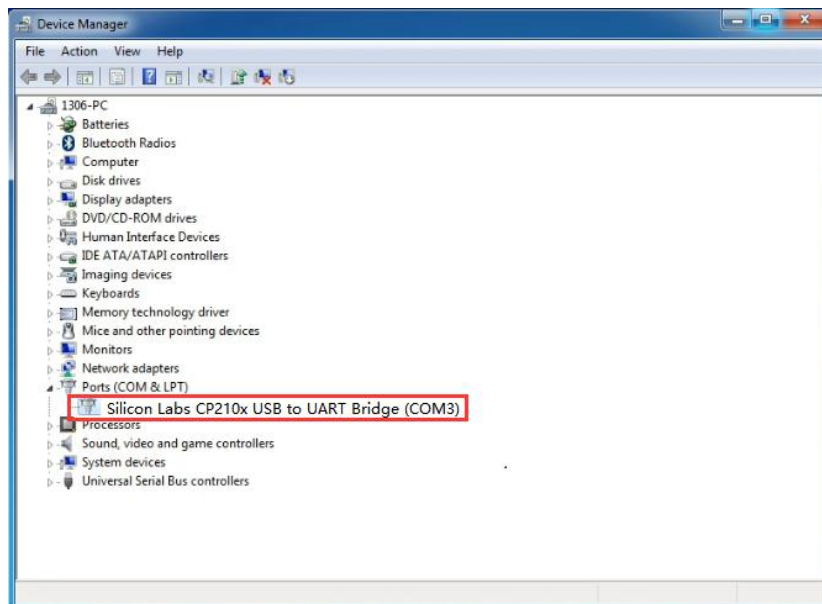 Device Manager
File Action View Help
1306-PC
Batteries
Bluetooth Radios
Computer
Disk drives
Display adapters
DVD/CD-ROM drives
Human Interface Devices
IDE ATA/ATAPI controllers
Imaging devices
Keyboards
Memory technology driver
Mice and other pointing devices
Monitors
Network adapters
Ports (COM & LPT)
Silicon Labs CP210x USB to UART Bridge (COM3)
Processors
Sound, video and game controllers
System devices
Universal Serial Bus controllers